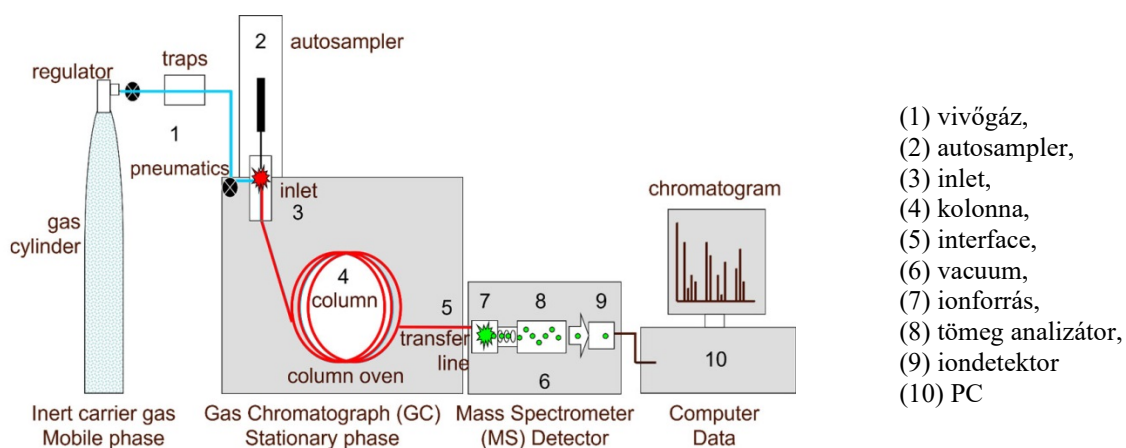 2
autosampler
traps
regulator
1
pneumatics
inlet
3
gas
cylinder
4
column
5
transfer
line
column oven
7
8
9
6
chromatogram
10
Inert carrier gas
Mobile phase
Gas Chromatograph (GC)
Stationary phase
Mass Spectrometer
(MS) Detector
Computer
Data
(1) vivőgáz,
(2) autosampler,
(3) inlet,
(4) kolonna,
(5) interface,
(6) vacuum,
(7) ionforrás,
(8) tömeg analizátor,
(9) iondetektor
(10) PC